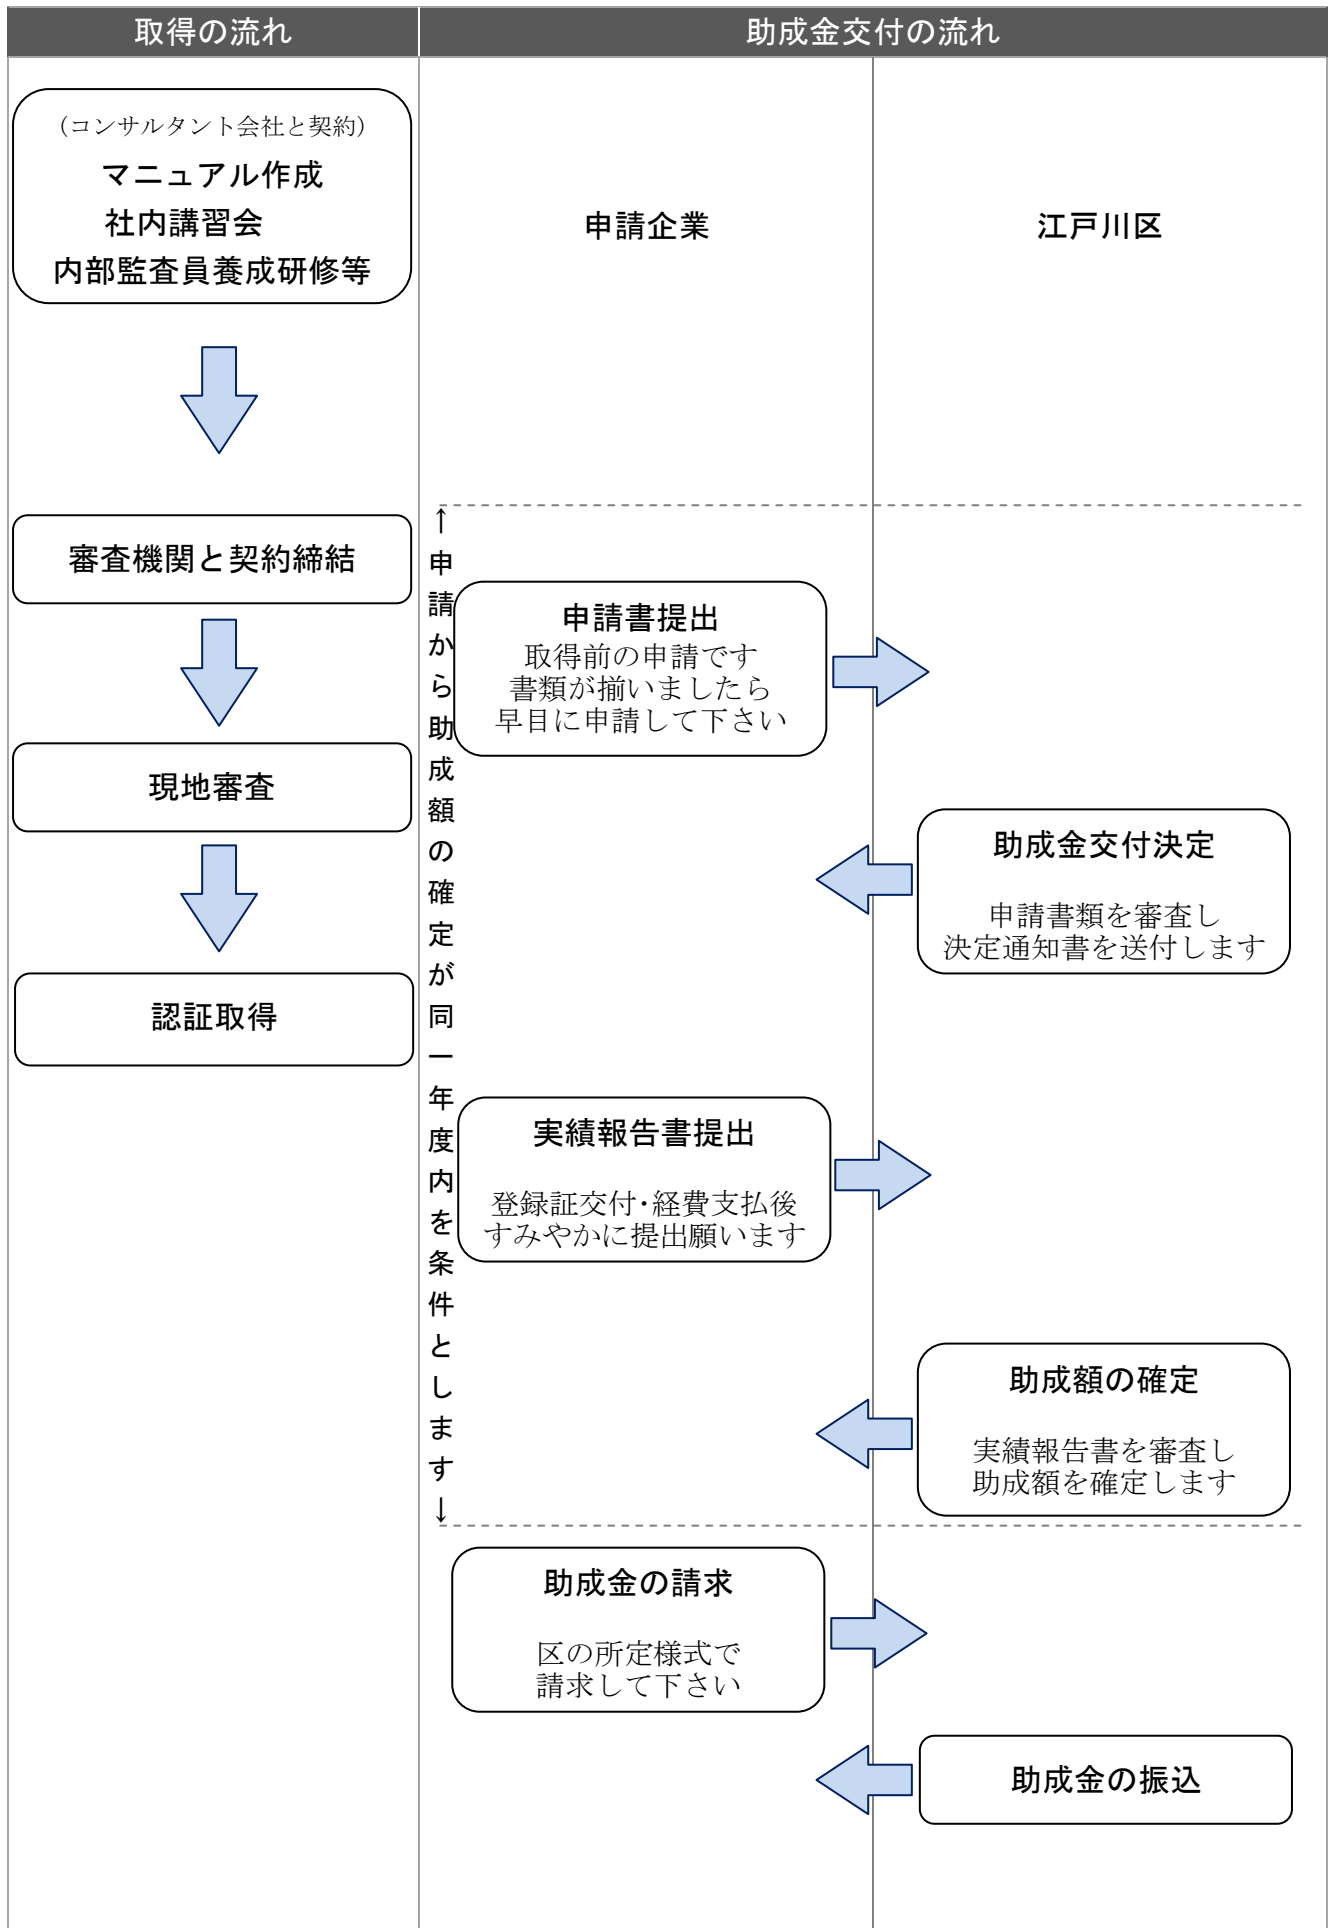 取得の流れ
助成金交付の流れ
（コンサルタント会社と契約）
マニュアル作成
社内講習会
内部監査員養成研修等
申請企業
江戸川区
審査機関と契約締結
現地審査
認証取得
↑申請から助成額の確定が同一年度内を条件とします↓
申請書提出
取得前の申請です
書類が揃いましたら
早目に申請して下さい
助成金交付決定
申請書類を審査し
決定通知書を送付します
実績報告書提出
登録証交付・経費支払後
すみやかに提出願います
助成額の確定
実績報告書を審査し
助成額を確定します
助成金の請求
区の所定様式で
請求して下さい
助成金の振込